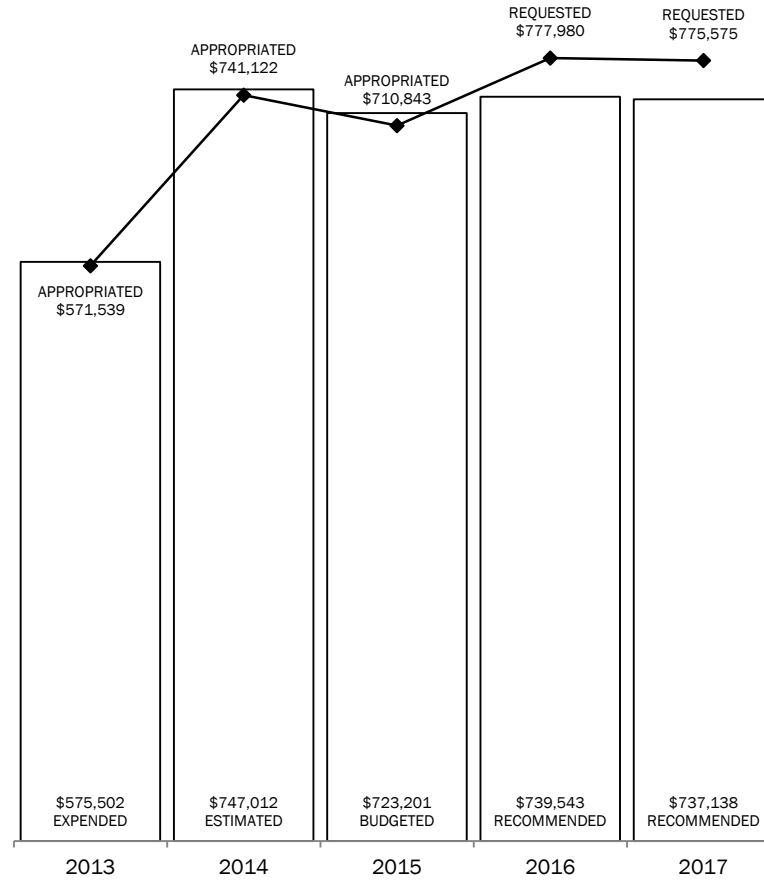 REQUESTED
$777,980
REQUESTED
$775,575
APPROPRIATED
$741,122
APPROPRIATED
$710,843
APPROPRIATED
$571,539
$575,502
EXPENDED
$747,012
ESTIMATED
$723,201
BUDGETED
$739,543
RECOMMENDED
$737,138
RECOMMENDED
2013
2014
2015
2016
2017